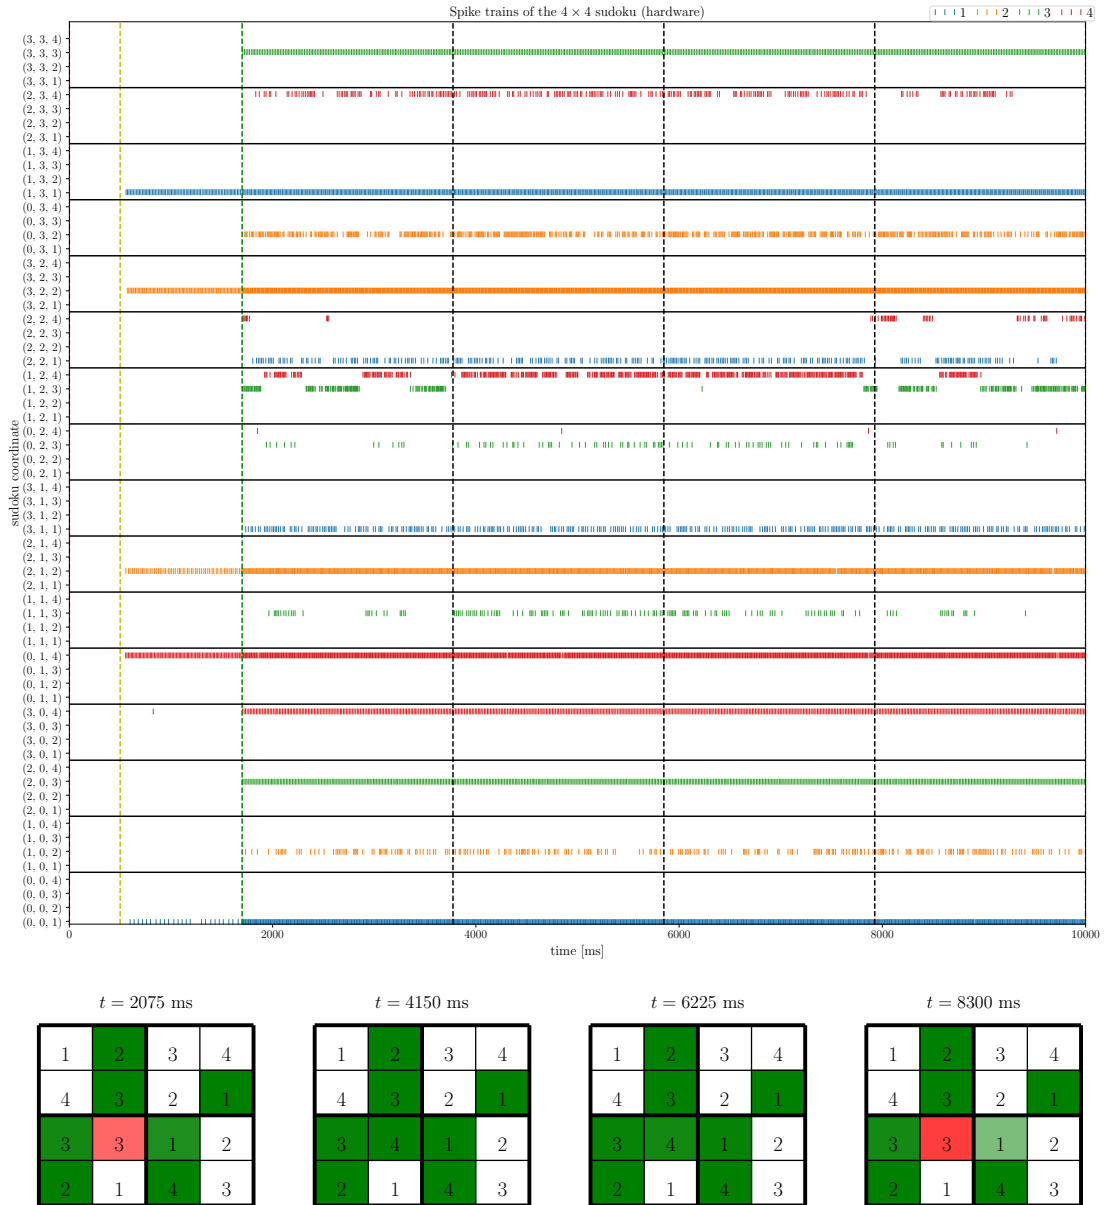 Spike trains of the 4 × 4 sudoku (hardware)
1 2 3 4
sudoku coordinate
(3, 3, 4)
(3, 3, 3)
(3, 3, 2)
(3, 3, 1)
(2, 3, 4)
(2, 3, 3)
(2, 3, 2)
(2, 3, 1)
(1, 3, 4)
(1, 3, 3)
(1, 3, 2)
(1, 3, 1)
(0, 3, 4)
(0, 3, 3)
(0, 3, 2)
(0, 3, 1)
(3, 2, 4)
(3, 2, 3)
(3, 2, 2)
(3, 2, 1)
(2, 2, 4)
(2, 2, 3)
(2, 2, 2)
(2, 2, 1)
(1, 2, 4)
(1, 2, 3)
(1, 2, 2)
(1, 2, 1)
(0, 2, 4)
(0, 2, 3)
(0, 2, 2)
(0, 2, 1)
(3, 1, 4)
(3, 1, 3)
(3, 1, 2)
(3, 1, 1)
(2, 1, 4)
(2, 1, 3)
(2, 1, 2)
(2, 1, 1)
(1, 1, 4)
(1, 1, 3)
(1, 1, 2)
(1, 1, 1)
(0, 1, 4)
(0, 1, 3)
(0, 1, 2)
(0, 1, 1)
(3, 0, 4)
(3, 0, 3)
(3, 0, 2)
(3, 0, 1)
(2, 0, 4)
(2, 0, 3)
(2, 0, 2)
(2, 0, 1)
(1, 0, 4)
(1, 0, 3)
(1, 0, 2)
(1, 0, 1)
(0, 0, 4)
(0, 0, 3)
(0, 0, 2)
(0, 0, 1)
0 2000 4000 6000 8000 10000
time [ms]
t = 2075 ms
1 2 3 4
4 3 2 1
3 3 1 2
2 1 4 3
t = 4150 ms
1 2 3 4
4 3 2 1
3 4 1 2
2 1 4 3
t = 6225 ms
1 2 3 4
4 3 2 1
3 4 1 2
2 1 4 3
t = 8300 ms
1 2 3 4
4 3 2 1
3 3 1 2
2 1 4 3